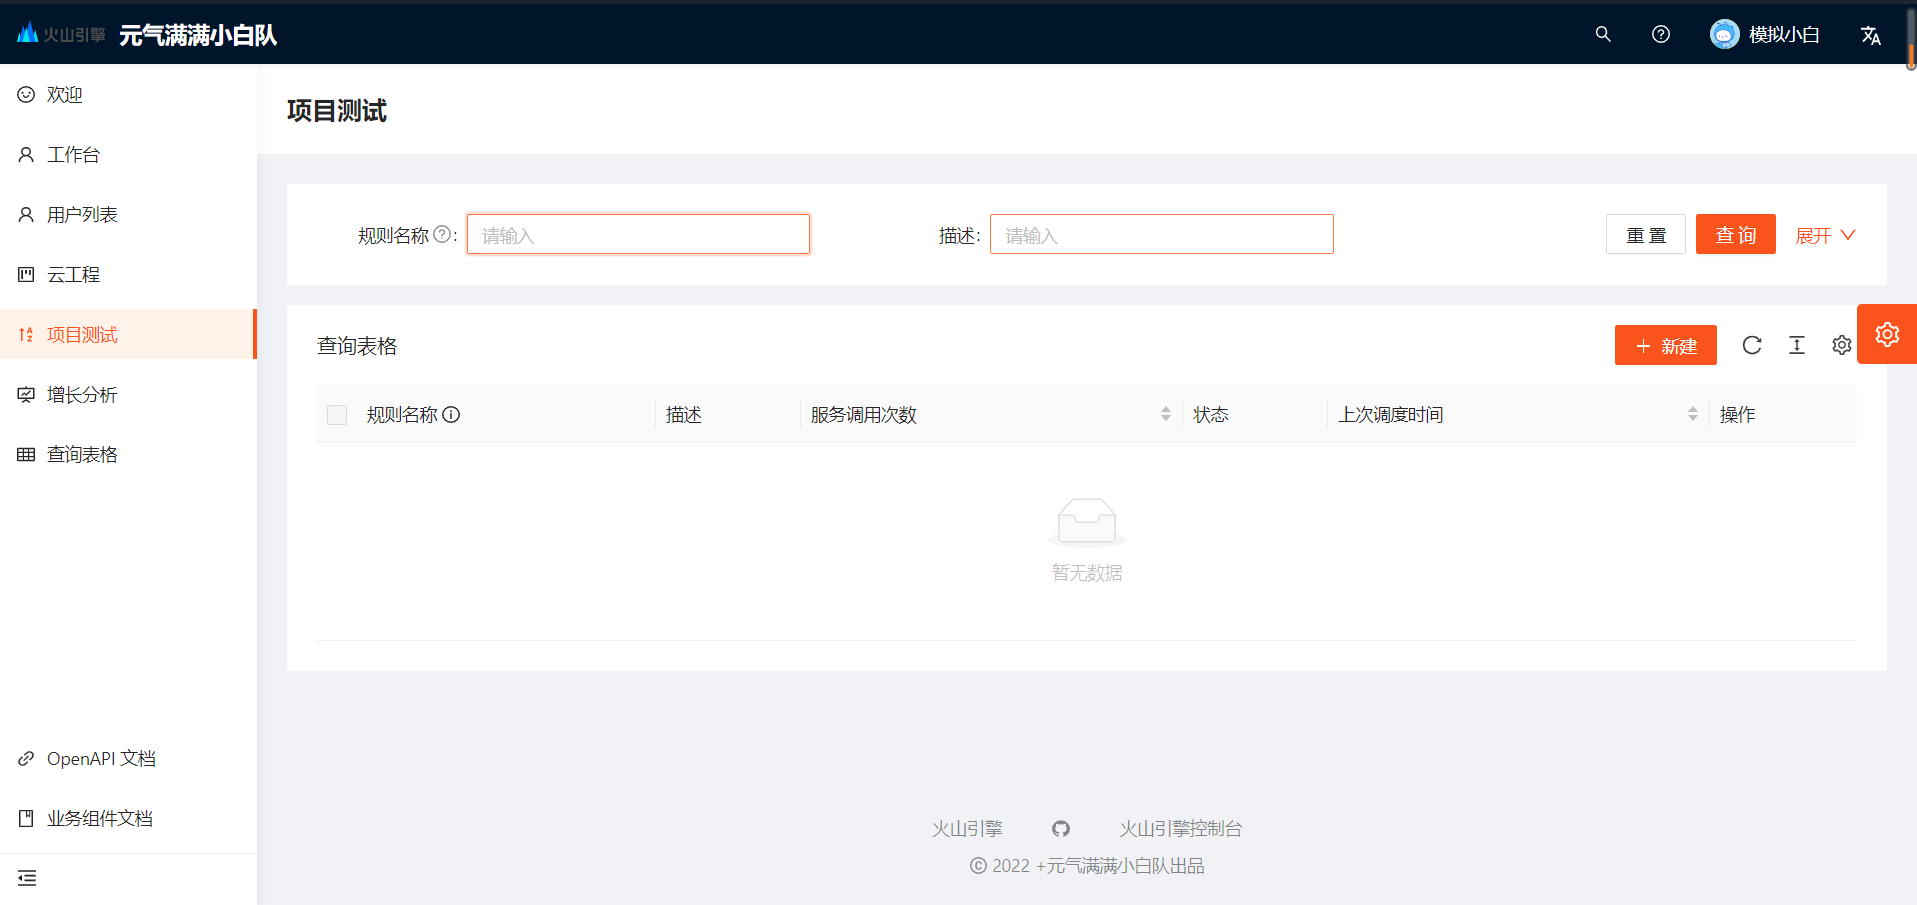 火山引擎 元气满满小白队 模拟小白
欢迎
工作台
用户列表
云工程
项目测试
增长分析
查询表格
OpenAPI 文档
业务组件文档
项目测试
规则名称 : 请输入 描述: 请输入 重置 查询 展开
查询表格 + 新建
规则名称 描述 服务调用次数 状态 上次调度时间 操作
暂无数据
火山引擎 火山引擎控制台
© 2022 +元气满满小白队出品